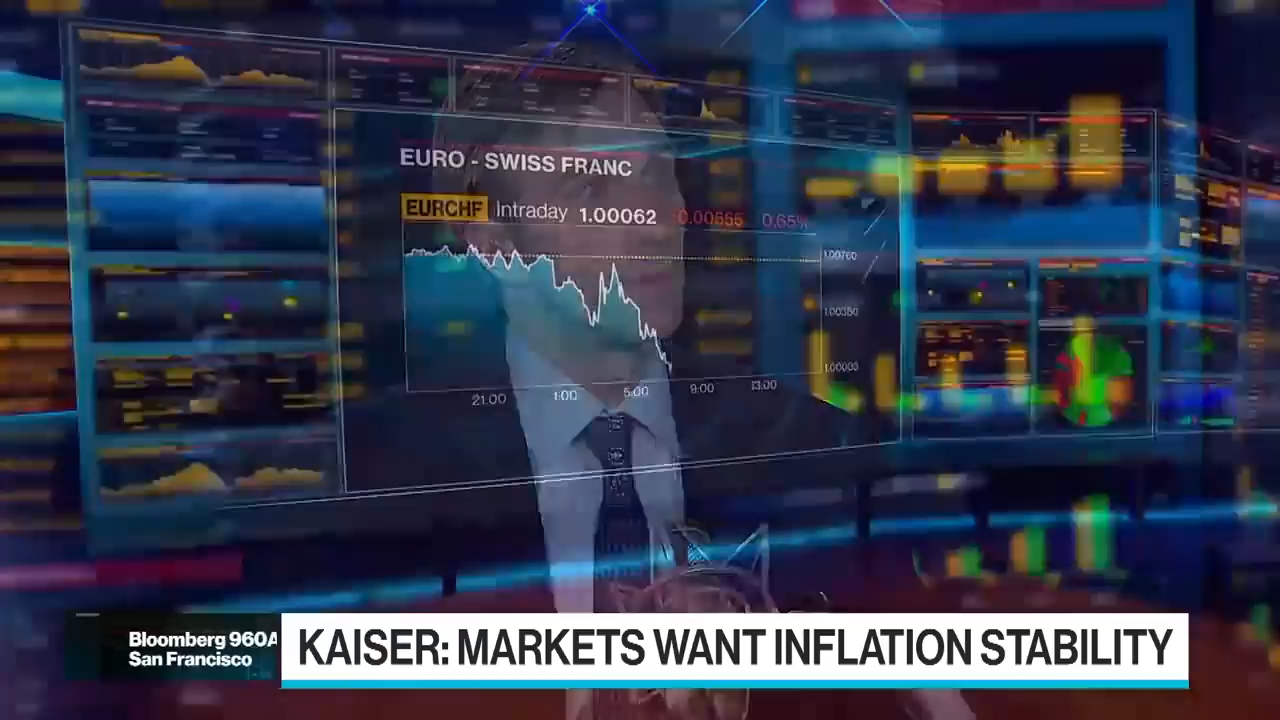 EURO - SWISS FRANC
EURCHF Intraday 1.00062 -0.00655 0.65%
1.00760
1.00380
1.00003
21:00 1:00 5:00 9:00 13:00
Bloomberg 960A
San Francisco
KAISER: MARKETS WANT INFLATION STABILITY